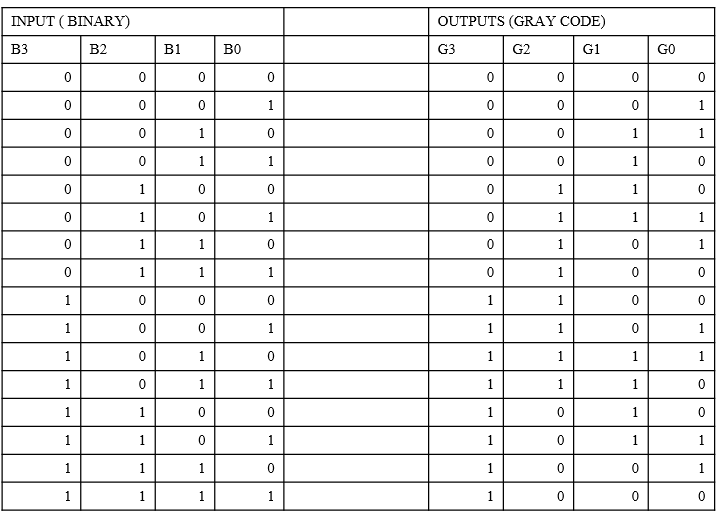 INPUT ( BINARY) OUTPUTS (GRAY CODE)
B3 B2 B1 B0 G3 G2 G1 G0
0 0 0 0 0 0 0 0
0 0 0 1 0 0 0 1
0 0 1 0 0 0 1 1
0 0 1 1 0 0 1 0
0 1 0 0 0 1 1 0
0 1 0 1 0 1 1 1
0 1 1 0 0 1 0 1
0 1 1 1 0 1 0 0
1 0 0 0 1 1 0 0
1 0 0 1 1 1 0 1
1 0 1 0 1 1 1 1
1 0 1 1 1 1 1 0
1 1 0 0 1 0 1 0
1 1 0 1 1 0 1 1
1 1 1 0 1 0 0 1
1 1 1 1 1 0 0 0